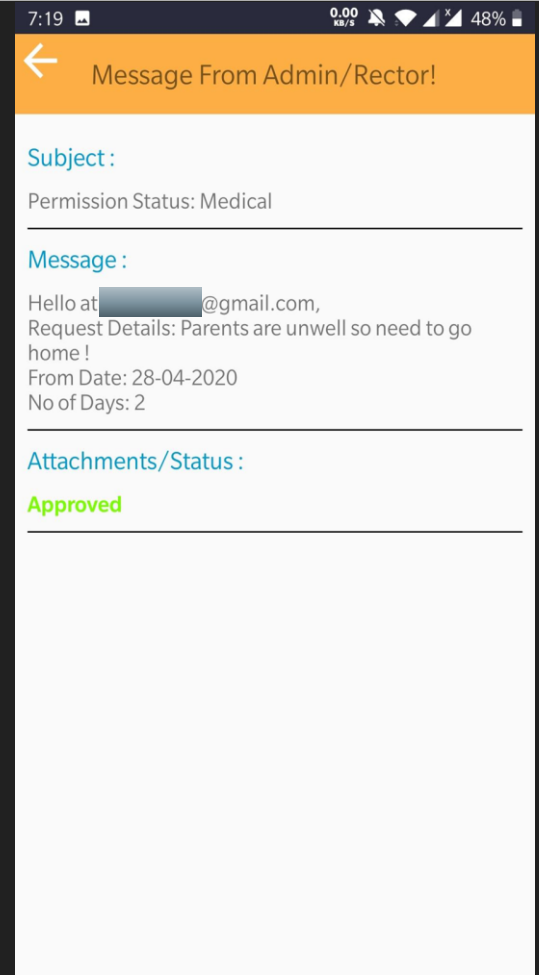 7:19 0.00 KB/S 48%
Message From Admin/Rector!
Subject :
Permission Status: Medical
Message :
Hello at @gmail.com,
Request Details: Parents are unwell so need to go
home !
From Date: 28-04-2020
No of Days: 2
Attachments/Status :
Approved